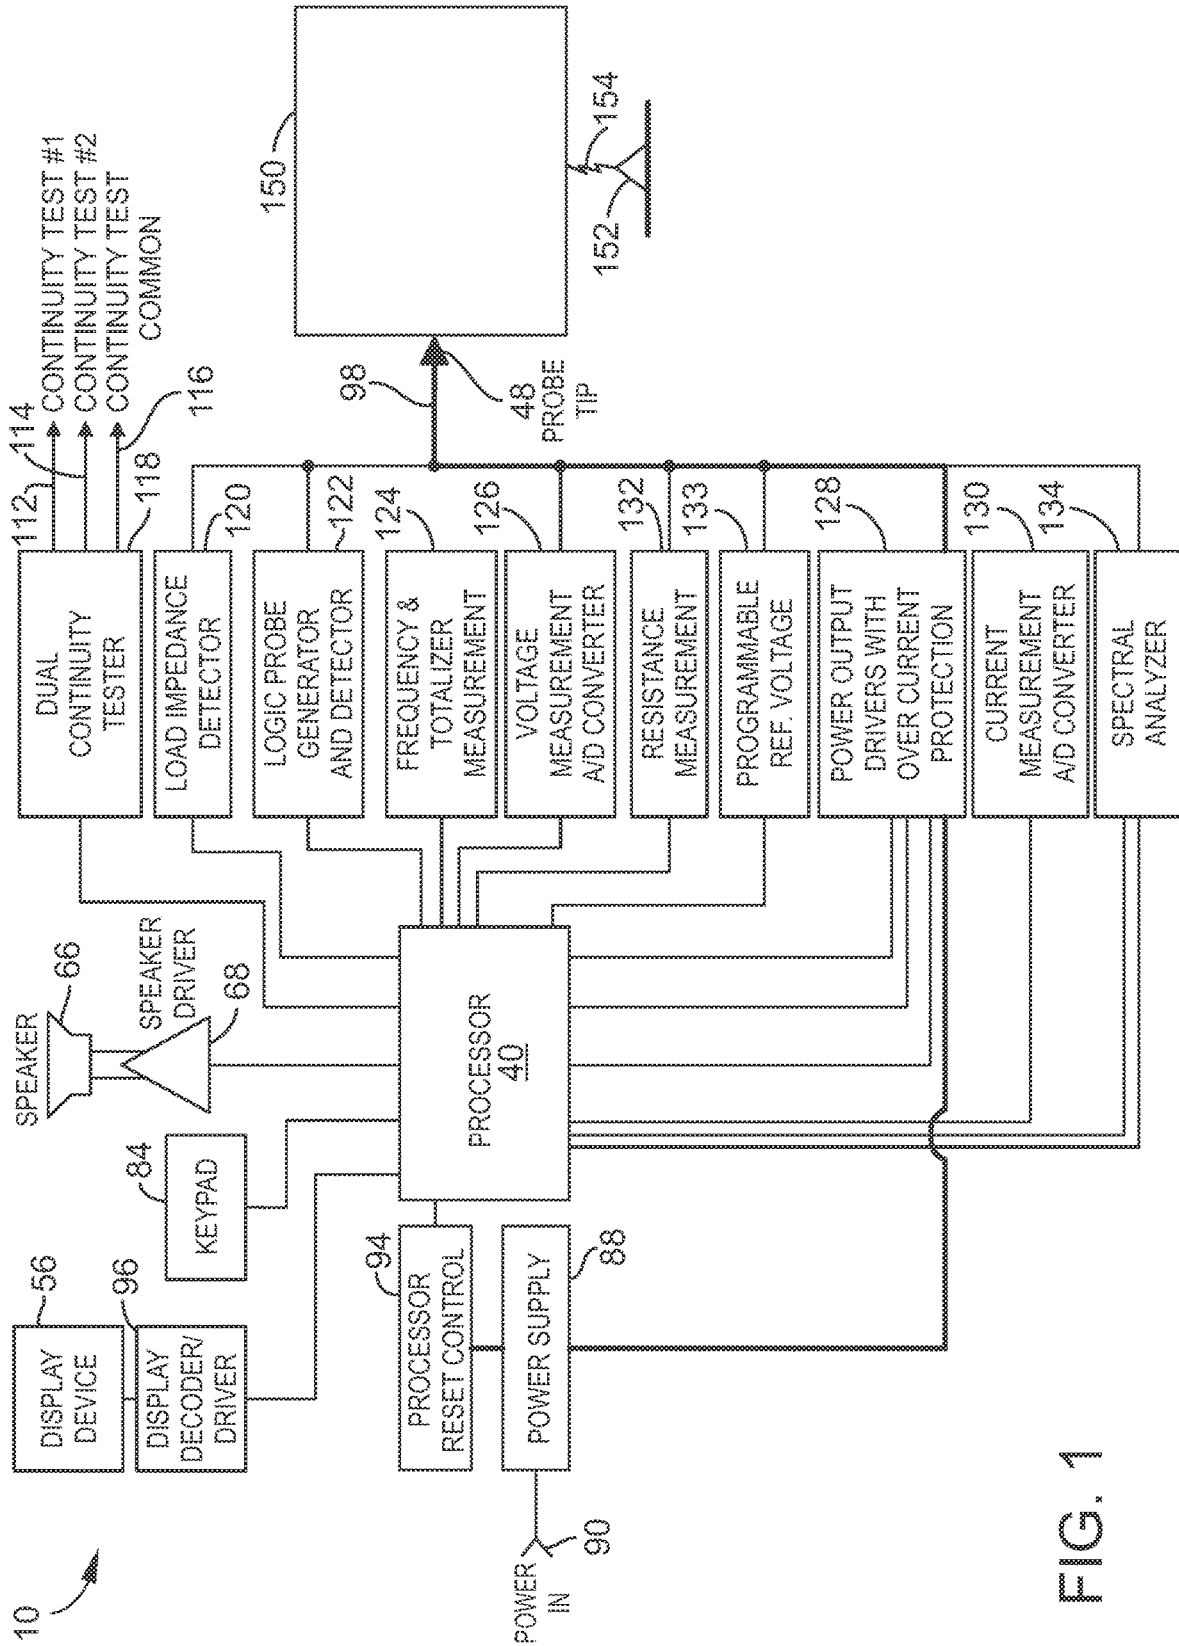 10
DISPLAY
DEVICE
56
DISPLAY
DECODER/
DRIVER
96
KEYPAD
84
SPEAKER
66
SPEAKER
DRIVER
68
POWER
IN
90
PROCESSOR
RESET CONTROL
94
POWER SUPPLY
88
PROCESSOR
40
DUAL
CONTINUITY
TESTER
118
112
114
116
CONTINUITY TEST #1
CONTINUITY TEST #2
CONTINUITY TEST
COMMON
LOAD IMPEDANCE
DETECTOR
120
LOGIC PROBE
GENERATOR
AND DETECTOR
122
FREQUENCY &
TOTALIZER
MEASUREMENT
124
VOLTAGE
MEASUREMENT
A/D CONVERTER
126
RESISTANCE
MEASUREMENT
132
PROGRAMMABLE
REF. VOLTAGE
133
POWER OUTPUT
DRIVERS WITH
OVER CURRENT
PROTECTION
128
CURRENT
MEASUREMENT
A/D CONVERTER
130
SPECTRAL
ANALYZER
134
98
48
PROBE
TIP
150
152
154
FIG. 1